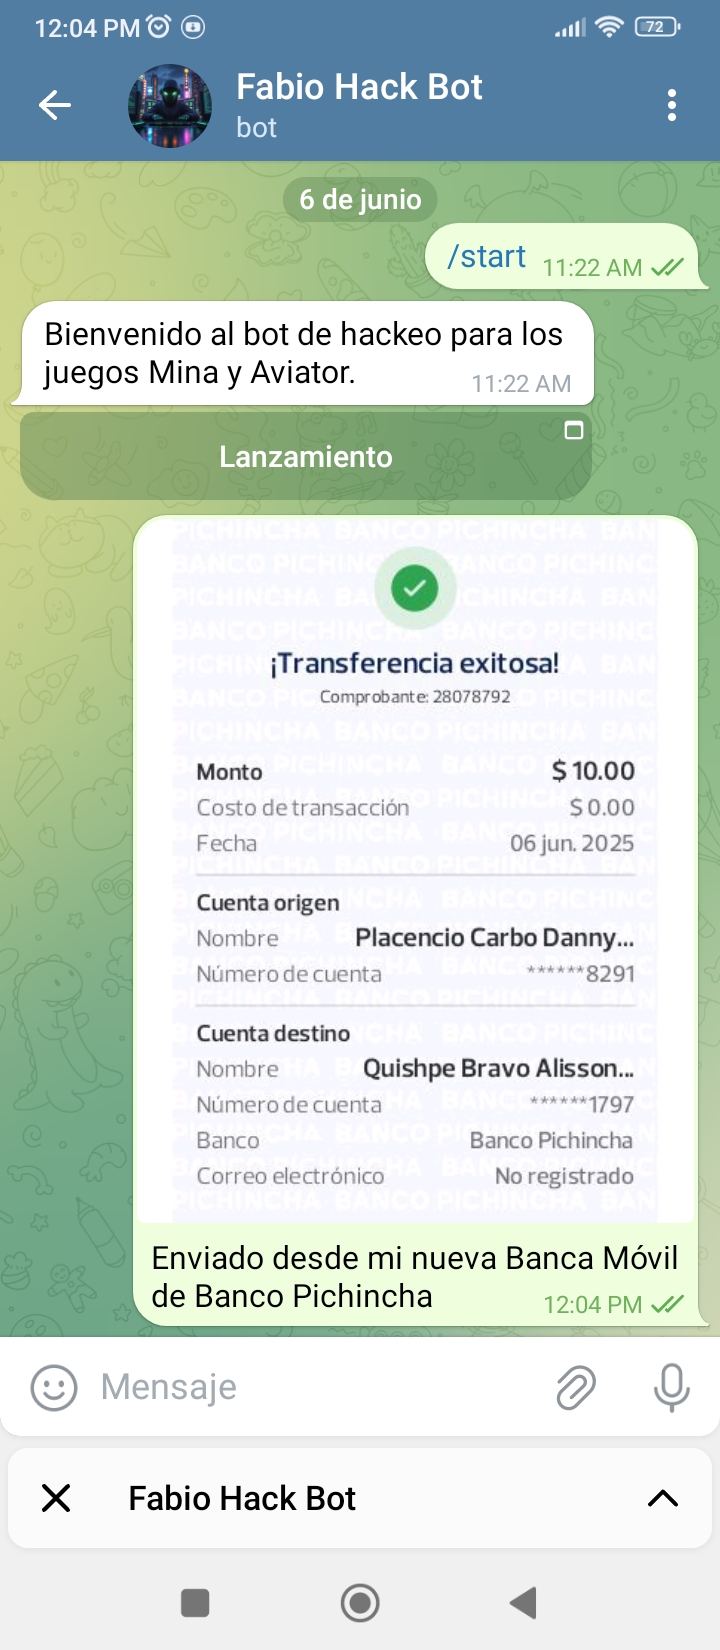 12:04 PM
72
Fabio Hack Bot
bot
6 de junio
/start 11:22 AM
Bienvenido al bot de hackeo para los
juegos Mina y Aviator. 11:22 AM
Lanzamiento
¡Transferencia exitosa!
Comprobante: 28078792
Monto $ 10.00
Costo de transacción $ 0.00
Fecha 06 jun. 2025
Cuenta origen
Nombre Placencio Carbo Danny...
Número de cuenta ******8291
Cuenta destino
Nombre Quishpe Bravo Alisson...
Número de cuenta ******1797
Banco Banco Pichincha
Correo electrónico No registrado
Enviado desde mi nueva Banca Móvil
de Banco Pichincha 12:04 PM
Mensaje
Fabio Hack Bot